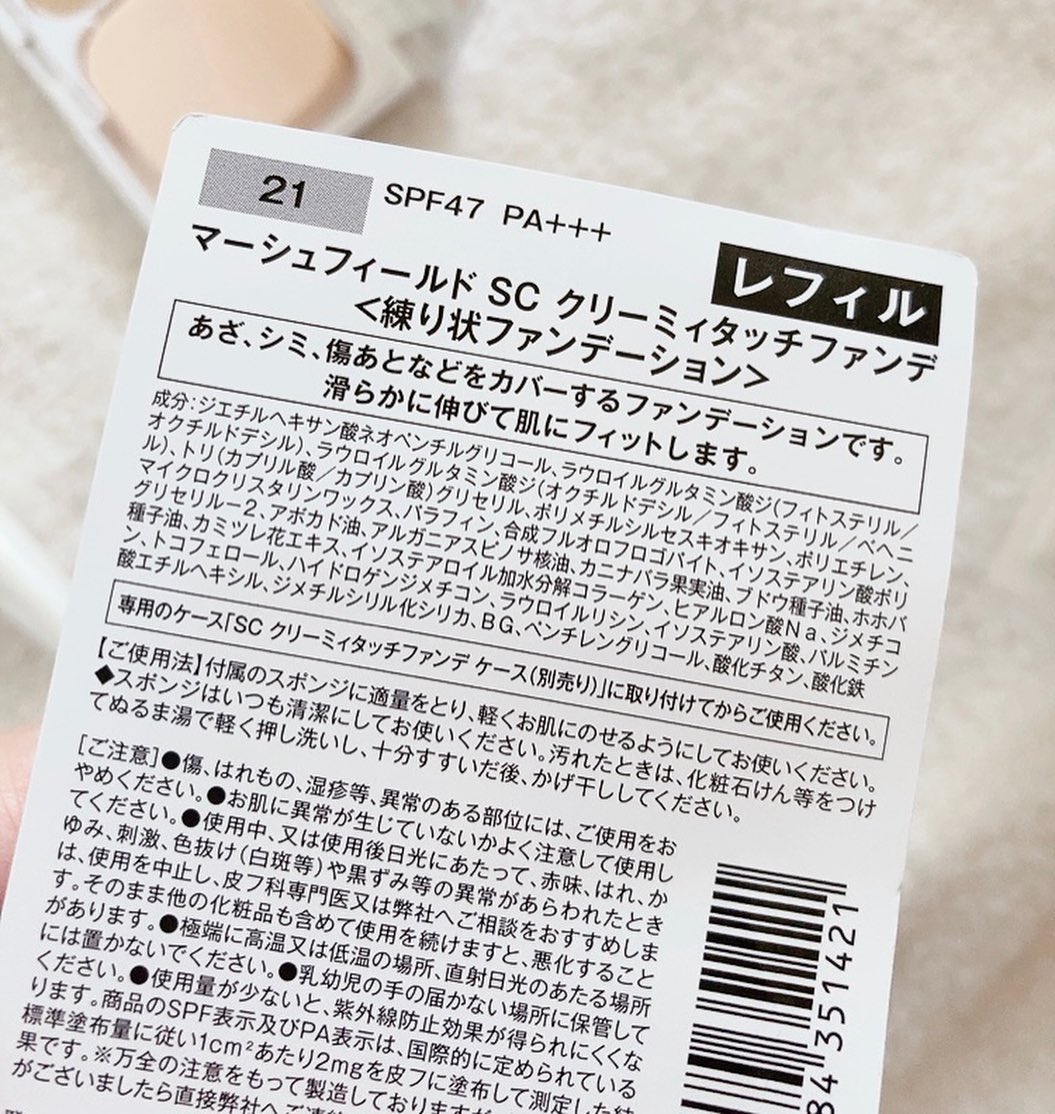 21
SPF47 PA+++
レフィル
マーシュフィールド SC クリーミィタッチファンデ
<練り状ファンデーション>
あざ、シミ、傷あとなどをカバーするファンデーションです。
滑らかに伸びて肌にフィットします。
成分:ジエチルヘキサン酸ネオペンチルグリコール、ラウロイルグルタミン酸ジ(フィトステリル/
オクチルドデシル)、ラウロイルグルタミン酸ジ(オクチルドデシル/フィトステリル/ベヘニ
ル)、トリ(カプリル酸/カプリン酸)グリセリル、ポリメチルシルセスキオキサン、ポリエチレン、
マイクロクリスタリンワックス、パラフィン、合成フルオロフロゴパイト、イソステアリン酸ポリ
グリセリル-2、アボカド油、アルガニアスピノサ核油、カニナバラ果実油、ブドウ種子油、ホホバ
種子油、カミツレ花エキス、イソステアロイル加水分解コラーゲン、ヒアルロン酸Na、ジメチコ
ン、トコフェロール、ハイドロゲンジメチコン、ラウロイルリシン、イソステアリン酸、パルミチン
酸エチルヘキシル、ジメチルシリル化シリカ、BG、ペンチレングリコール、酸化チタン、酸化鉄
専用のケース「SC クリーミィタッチファンデ ケース(別売り)」に取り付けてからご使用ください。
【ご使用法】付属のスポンジに適量をとり、軽くお肌にのせるようにしてお使いください。
◆スポンジはいつも清潔にしてお使いください。汚れたときは、化粧石けん等をつけ
てぬるま湯で軽く押し洗いし、十分すすいだ後、かげ干ししてください。
[ご注意]●傷、はれもの、湿疹等、異常のある部位には、ご使用をお
やめください。●お肌に異常が生じていないかよく注意して使用し
てください。●使用中、又は使用後日光にあたって、赤味、はれ、か
ゆみ、刺激、色抜け(白斑等)や黒ずみ等の異常があらわれたとき
は、使用を中止し、皮フ科専門医又は弊社へご相談をおすすめしま
す。そのまま他の化粧品も含めて使用を続けますと、悪化すること
があります。●極端に高温又は低温の場所、直射日光のあたる場所
には置かないでください。●乳幼児の手の届かない場所に保管して
ください。●使用量が少ないと、紫外線防止効果が得られにくくな
ります。商品のSPF表示及びPA表示は、国際的に定められている
標準塗布量に従い1cm²あたり2mgを皮フに塗布して測定した結
果です。※万全の注意をもって製造しておりますが
がございましたら直接弊社へご連
84 351421